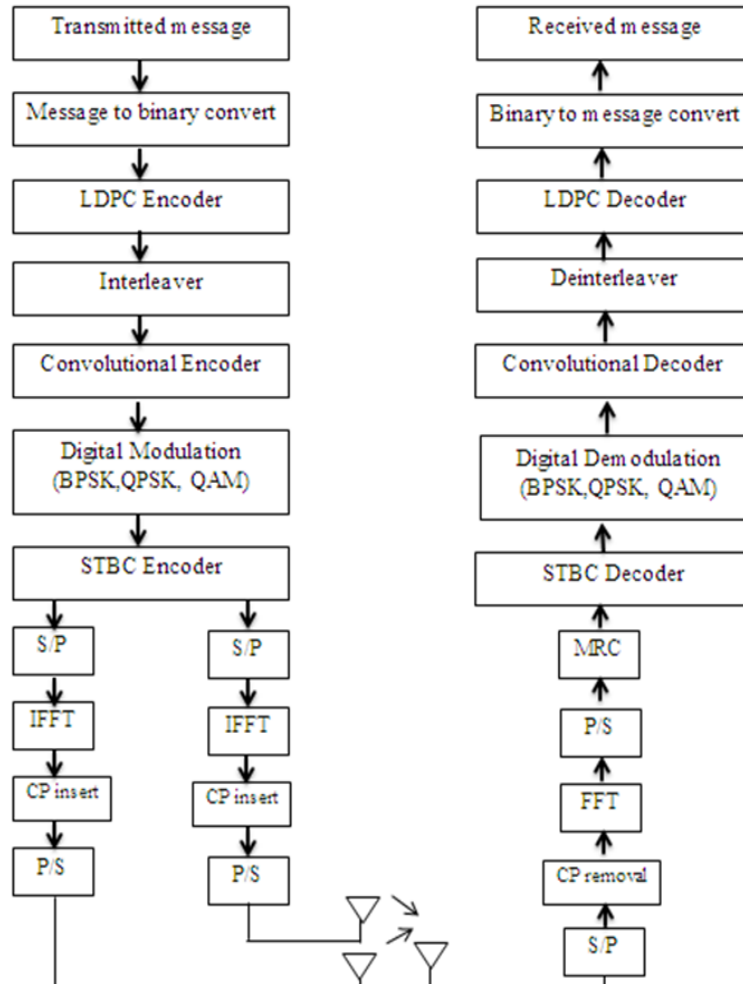 Transmitted message
Message to binary convert
LDPC Encoder
Interleaver
Convolutional Encoder
Digital Modulation
(BPSK,QPSK, QAM)
STBC Encoder
S/P
IFFT
CP insert
P/S
S/P
IFFT
CP insert
P/S
Received message
Binary to message convert
LDPC Decoder
Deinterleaver
Convolutional Decoder
Digital Demodulation
(BPSK,QPSK, QAM)
STBC Decoder
MRC
P/S
FFT
CP removal
S/P